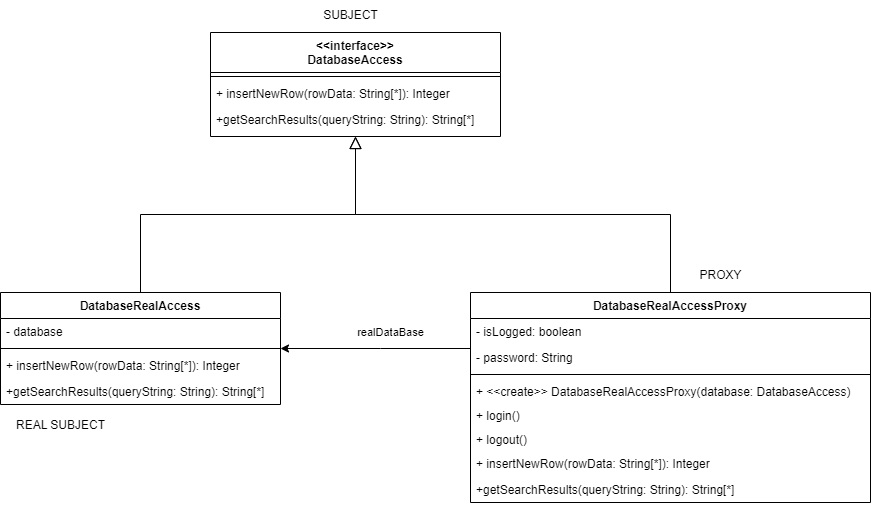 SUBJECT
<<interface>>
DatabaseAccess
+ insertNewRow(rowData: String[*]): Integer
+getSearchResults(queryString: String): String[*]
PROXY
DatabaseRealAccess
- database
+ insertNewRow(rowData: String[*]): Integer
+getSearchResults(queryString: String): String[*]
REAL SUBJECT
realDataBase
DatabaseRealAccessProxy
- isLogged: boolean
- password: String
+ <<create>> DatabaseRealAccessProxy(database: DatabaseAccess)
+ login()
+ logout()
+ insertNewRow(rowData: String[*]): Integer
+getSearchResults(queryString: String): String[*]